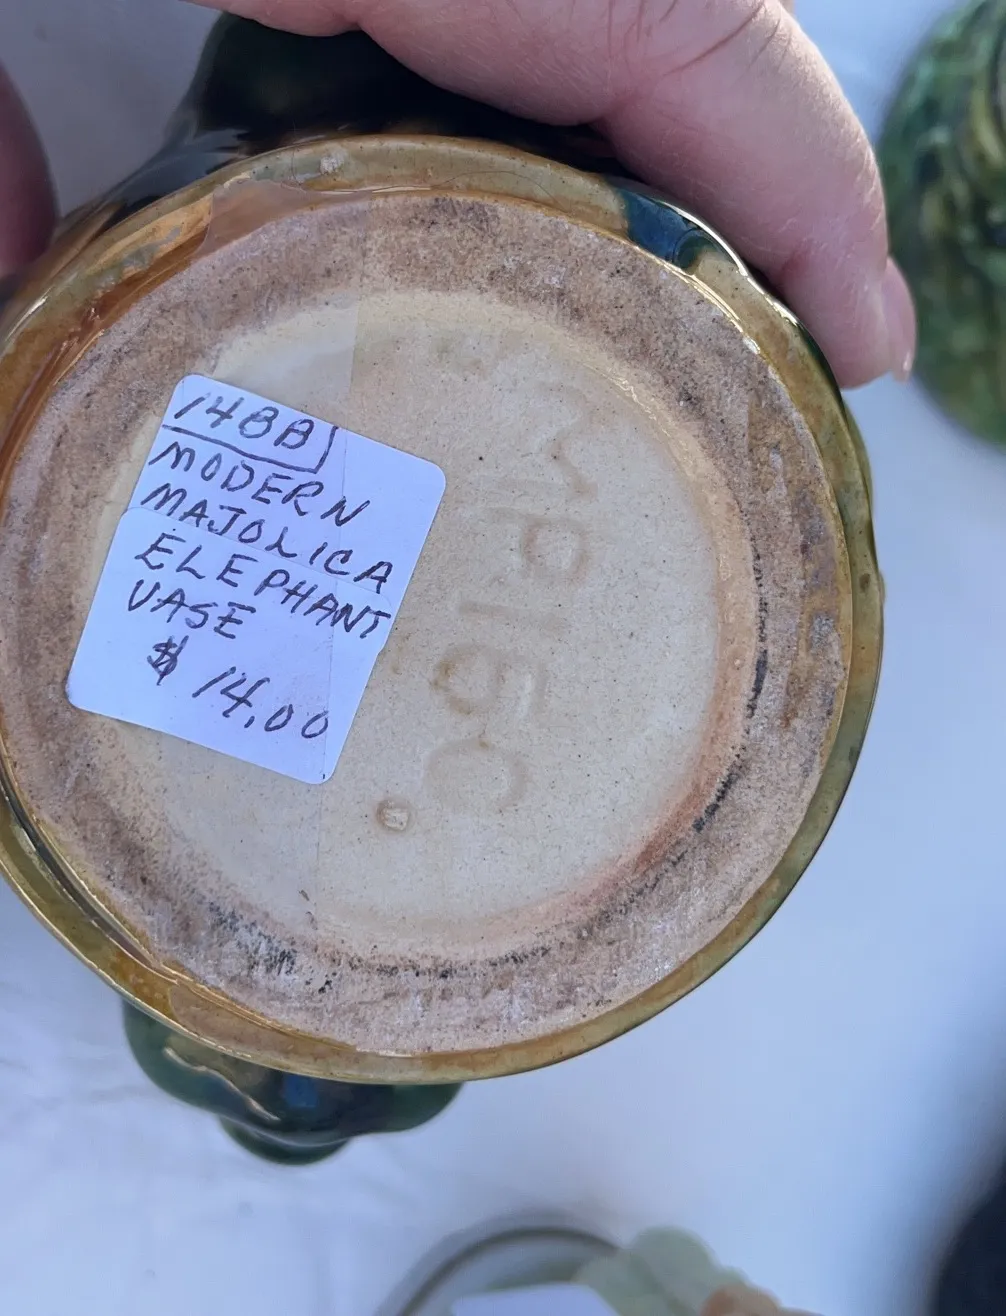 148B
MODERN
MAJOLICA
ELEPHANT
VASE
$ 14.00